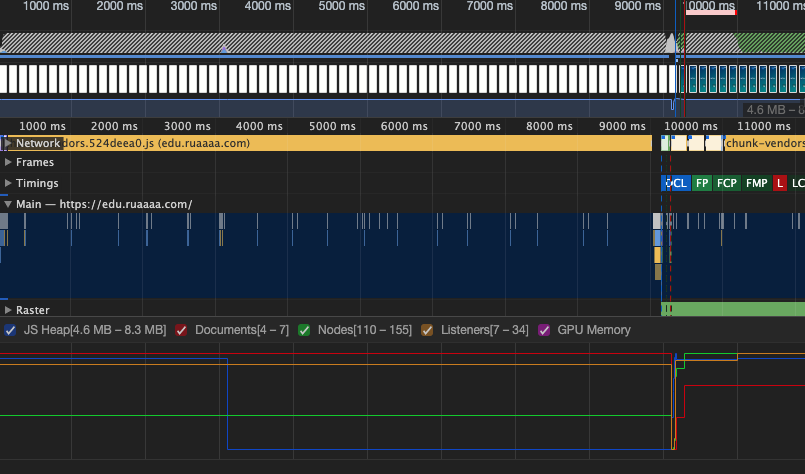 1000 ms 2000 ms 3000 ms 4000 ms 5000 ms 6000 ms 7000 ms 8000 ms 9000 ms 10000 ms 11000 ms
4.6 MB – 8
1000 ms 2000 ms 3000 ms 4000 ms 5000 ms 6000 ms 7000 ms 8000 ms 9000 ms 10000 ms 11000 ms
Network dors.524deea0.js (edu.ruaaaa.com) chunk-vendors
Frames
Timings DCL FP FCP FMP L LC
Main — https://edu.ruaaaa.com/
Raster
JS Heap[4.6 MB – 8.3 MB] Documents[4 – 7] Nodes[110 – 155] Listeners[7 – 34] GPU Memory